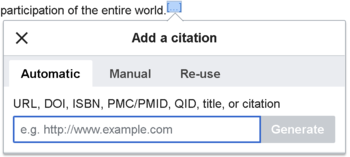 participation of the entire world.
Add a citation
Automatic Manual Re-use
URL, DOI, ISBN, PMC/PMID, QID, title, or citation
e.g. http://www.example.com Generate